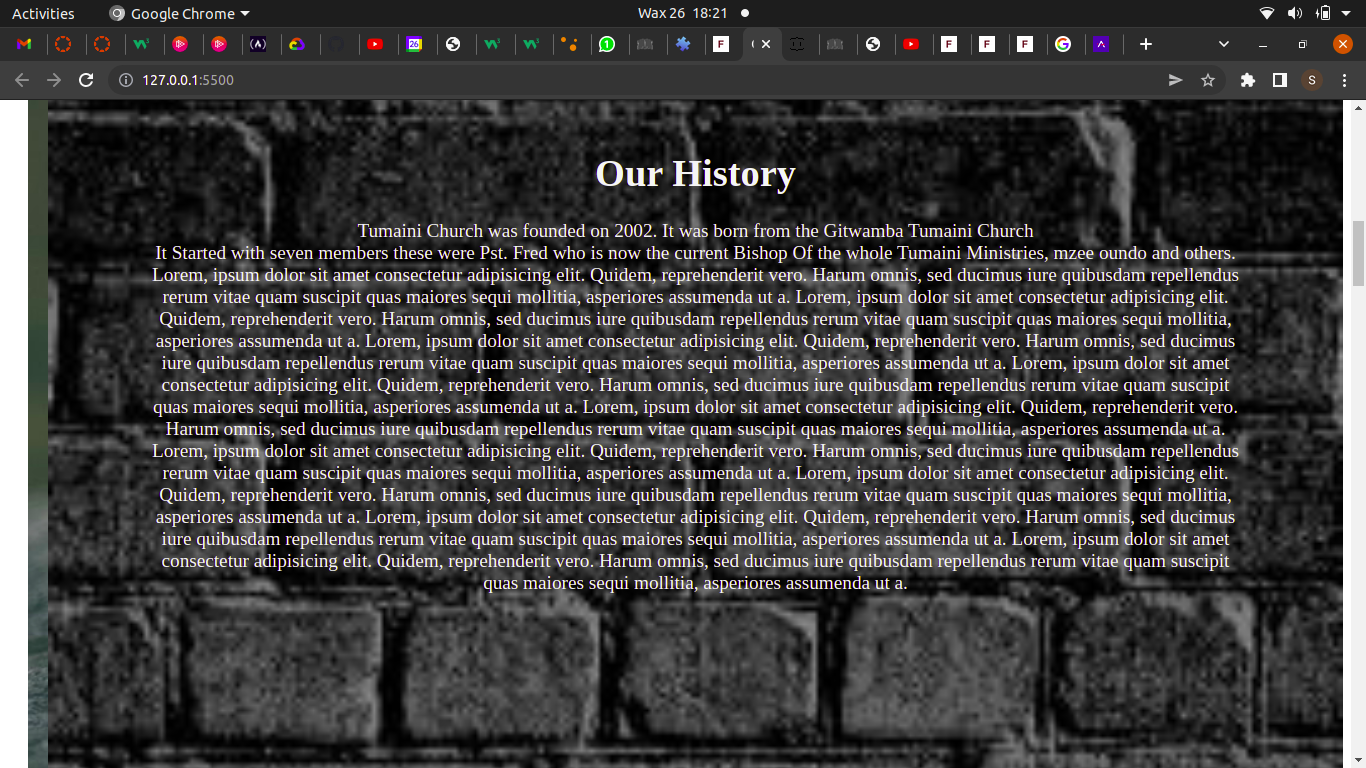 Activities
Google Chrome
Wax 26 18:21
26
1
F
F
F
F
S
127.0.0.1:5500
Our History
Tumaini Church was founded on 2002. It was born from the Gitwamba Tumaini Church
It Started with seven members these were Pst. Fred who is now the current Bishop Of the whole Tumaini Ministries, mzee oundo and others.
Lorem, ipsum dolor sit amet consectetur adipisicing elit. Quidem, reprehenderit vero. Harum omnis, sed ducimus iure quibusdam repellendus
rerum vitae quam suscipit quas maiores sequi mollitia, asperiores assumenda ut a. Lorem, ipsum dolor sit amet consectetur adipisicing elit.
Quidem, reprehenderit vero. Harum omnis, sed ducimus iure quibusdam repellendus rerum vitae quam suscipit quas maiores sequi mollitia,
asperiores assumenda ut a. Lorem, ipsum dolor sit amet consectetur adipisicing elit. Quidem, reprehenderit vero. Harum omnis, sed ducimus
iure quibusdam repellendus rerum vitae quam suscipit quas maiores sequi mollitia, asperiores assumenda ut a. Lorem, ipsum dolor sit amet
consectetur adipisicing elit. Quidem, reprehenderit vero. Harum omnis, sed ducimus iure quibusdam repellendus rerum vitae quam suscipit
quas maiores sequi mollitia, asperiores assumenda ut a. Lorem, ipsum dolor sit amet consectetur adipisicing elit. Quidem, reprehenderit vero.
Harum omnis, sed ducimus iure quibusdam repellendus rerum vitae quam suscipit quas maiores sequi mollitia, asperiores assumenda ut a.
Lorem, ipsum dolor sit amet consectetur adipisicing elit. Quidem, reprehenderit vero. Harum omnis, sed ducimus iure quibusdam repellendus
rerum vitae quam suscipit quas maiores sequi mollitia, asperiores assumenda ut a. Lorem, ipsum dolor sit amet consectetur adipisicing elit.
Quidem, reprehenderit vero. Harum omnis, sed ducimus iure quibusdam repellendus rerum vitae quam suscipit quas maiores sequi mollitia,
asperiores assumenda ut a. Lorem, ipsum dolor sit amet consectetur adipisicing elit. Quidem, reprehenderit vero. Harum omnis, sed ducimus
iure quibusdam repellendus rerum vitae quam suscipit quas maiores sequi mollitia, asperiores assumenda ut a. Lorem, ipsum dolor sit amet
consectetur adipisicing elit. Quidem, reprehenderit vero. Harum omnis, sed ducimus iure quibusdam repellendus rerum vitae quam suscipit
quas maiores sequi mollitia, asperiores assumenda ut a.